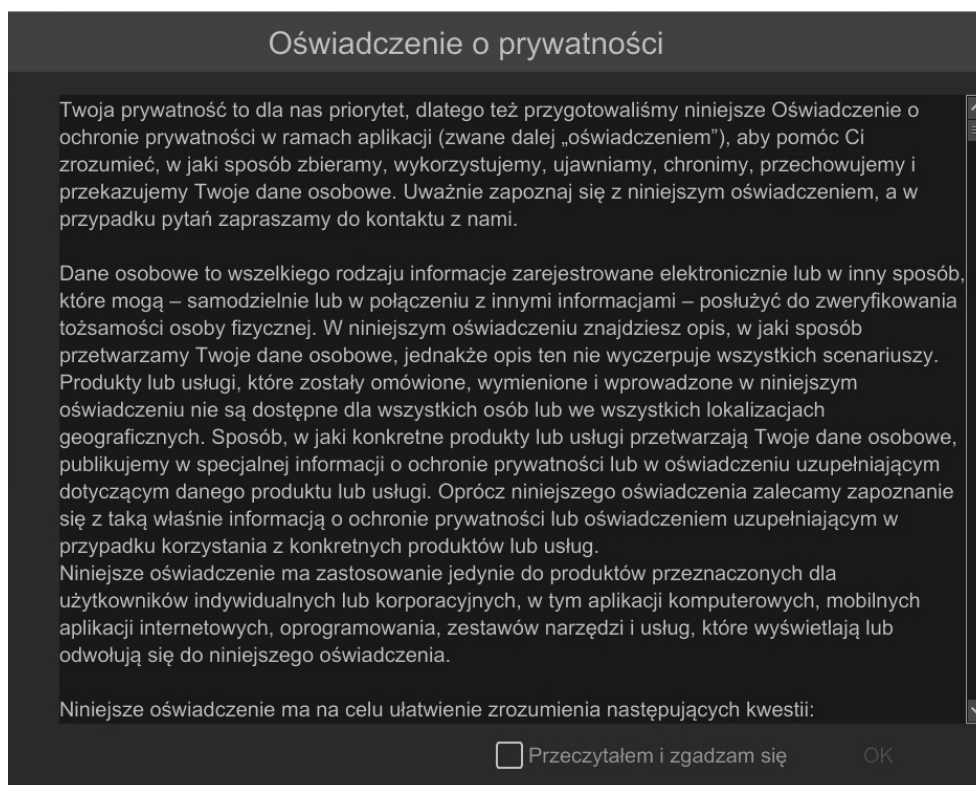 Oświadczenie o prywatności
Twoja prywatność to dla nas priorytet, dlatego też przygotowaliśmy niniejsze Oświadczenie o
ochronie prywatności w ramach aplikacji (zwane dalej „oświadczeniem”), aby pomóc Ci
zrozumieć, w jaki sposób zbieramy, wykorzystujemy, ujawniamy, chronimy, przechowujemy i
przekazujemy Twoje dane osobowe. Uważnie zapoznaj się z niniejszym oświadczeniem, a w
przypadku pytań zapraszamy do kontaktu z nami.
Dane osobowe to wszelkiego rodzaju informacje zarejestrowane elektronicznie lub w inny sposób,
które mogą – samodzielnie lub w połączeniu z innymi informacjami – posłużyć do zweryfikowania
tożsamości osoby fizycznej. W niniejszym oświadczeniu znajdziesz opis, w jaki sposób
przetwarzamy Twoje dane osobowe, jednakże opis ten nie wyczerpuje wszystkich scenariuszy.
Produkty lub usługi, które zostały omówione, wymienione i wprowadzone w niniejszym
oświadczeniu nie są dostępne dla wszystkich osób lub we wszystkich lokalizacjach
geograficznych. Sposób, w jaki konkretne produkty lub usługi przetwarzają Twoje dane osobowe,
publikujemy w specjalnej informacji o ochronie prywatności lub w oświadczeniu uzupełniającym
dotyczącym danego produktu lub usługi. Oprócz niniejszego oświadczenia zalecamy zapoznanie
się z taką właśnie informacją o ochronie prywatności lub oświadczeniem uzupełniającym w
przypadku korzystania z konkretnych produktów lub usług.
Niniejsze oświadczenie ma zastosowanie jedynie do produktów przeznaczonych dla
użytkowników indywidualnych lub korporacyjnych, w tym aplikacji komputerowych, mobilnych
aplikacji internetowych, oprogramowania, zestawów narzędzi i usług, które wyświetlają lub
odwołują się do niniejszego oświadczenia.
Niniejsze oświadczenie ma na celu ułatwienie zrozumienia następujących kwestii:
Przeczytałem i zgadzam się
OK